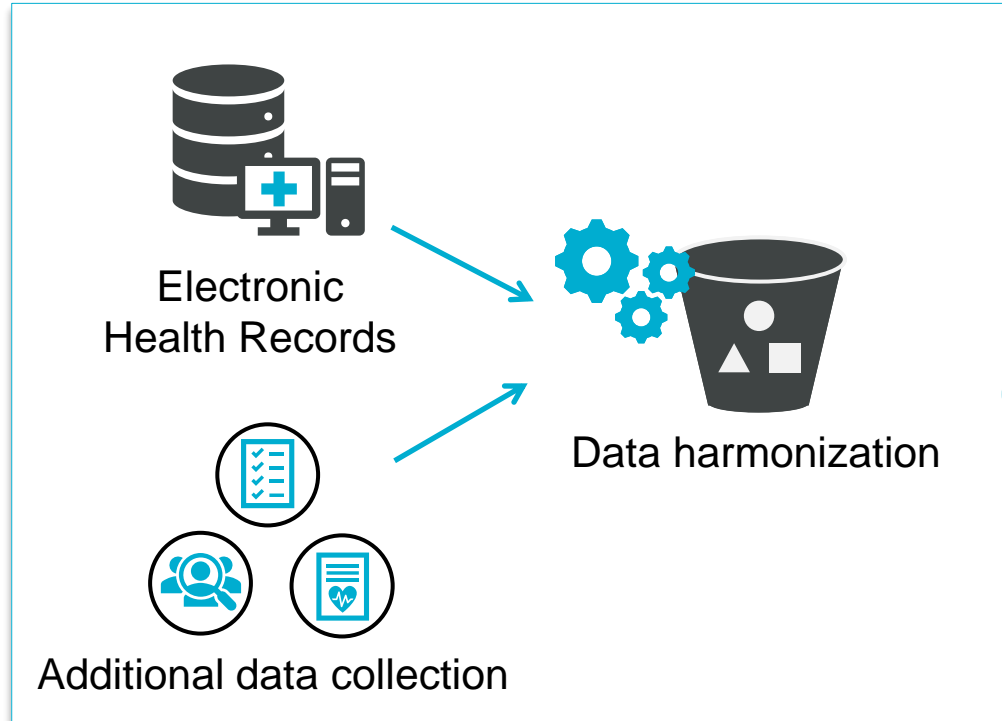 Electronic
Health Records
Data harmonization
Additional data collection